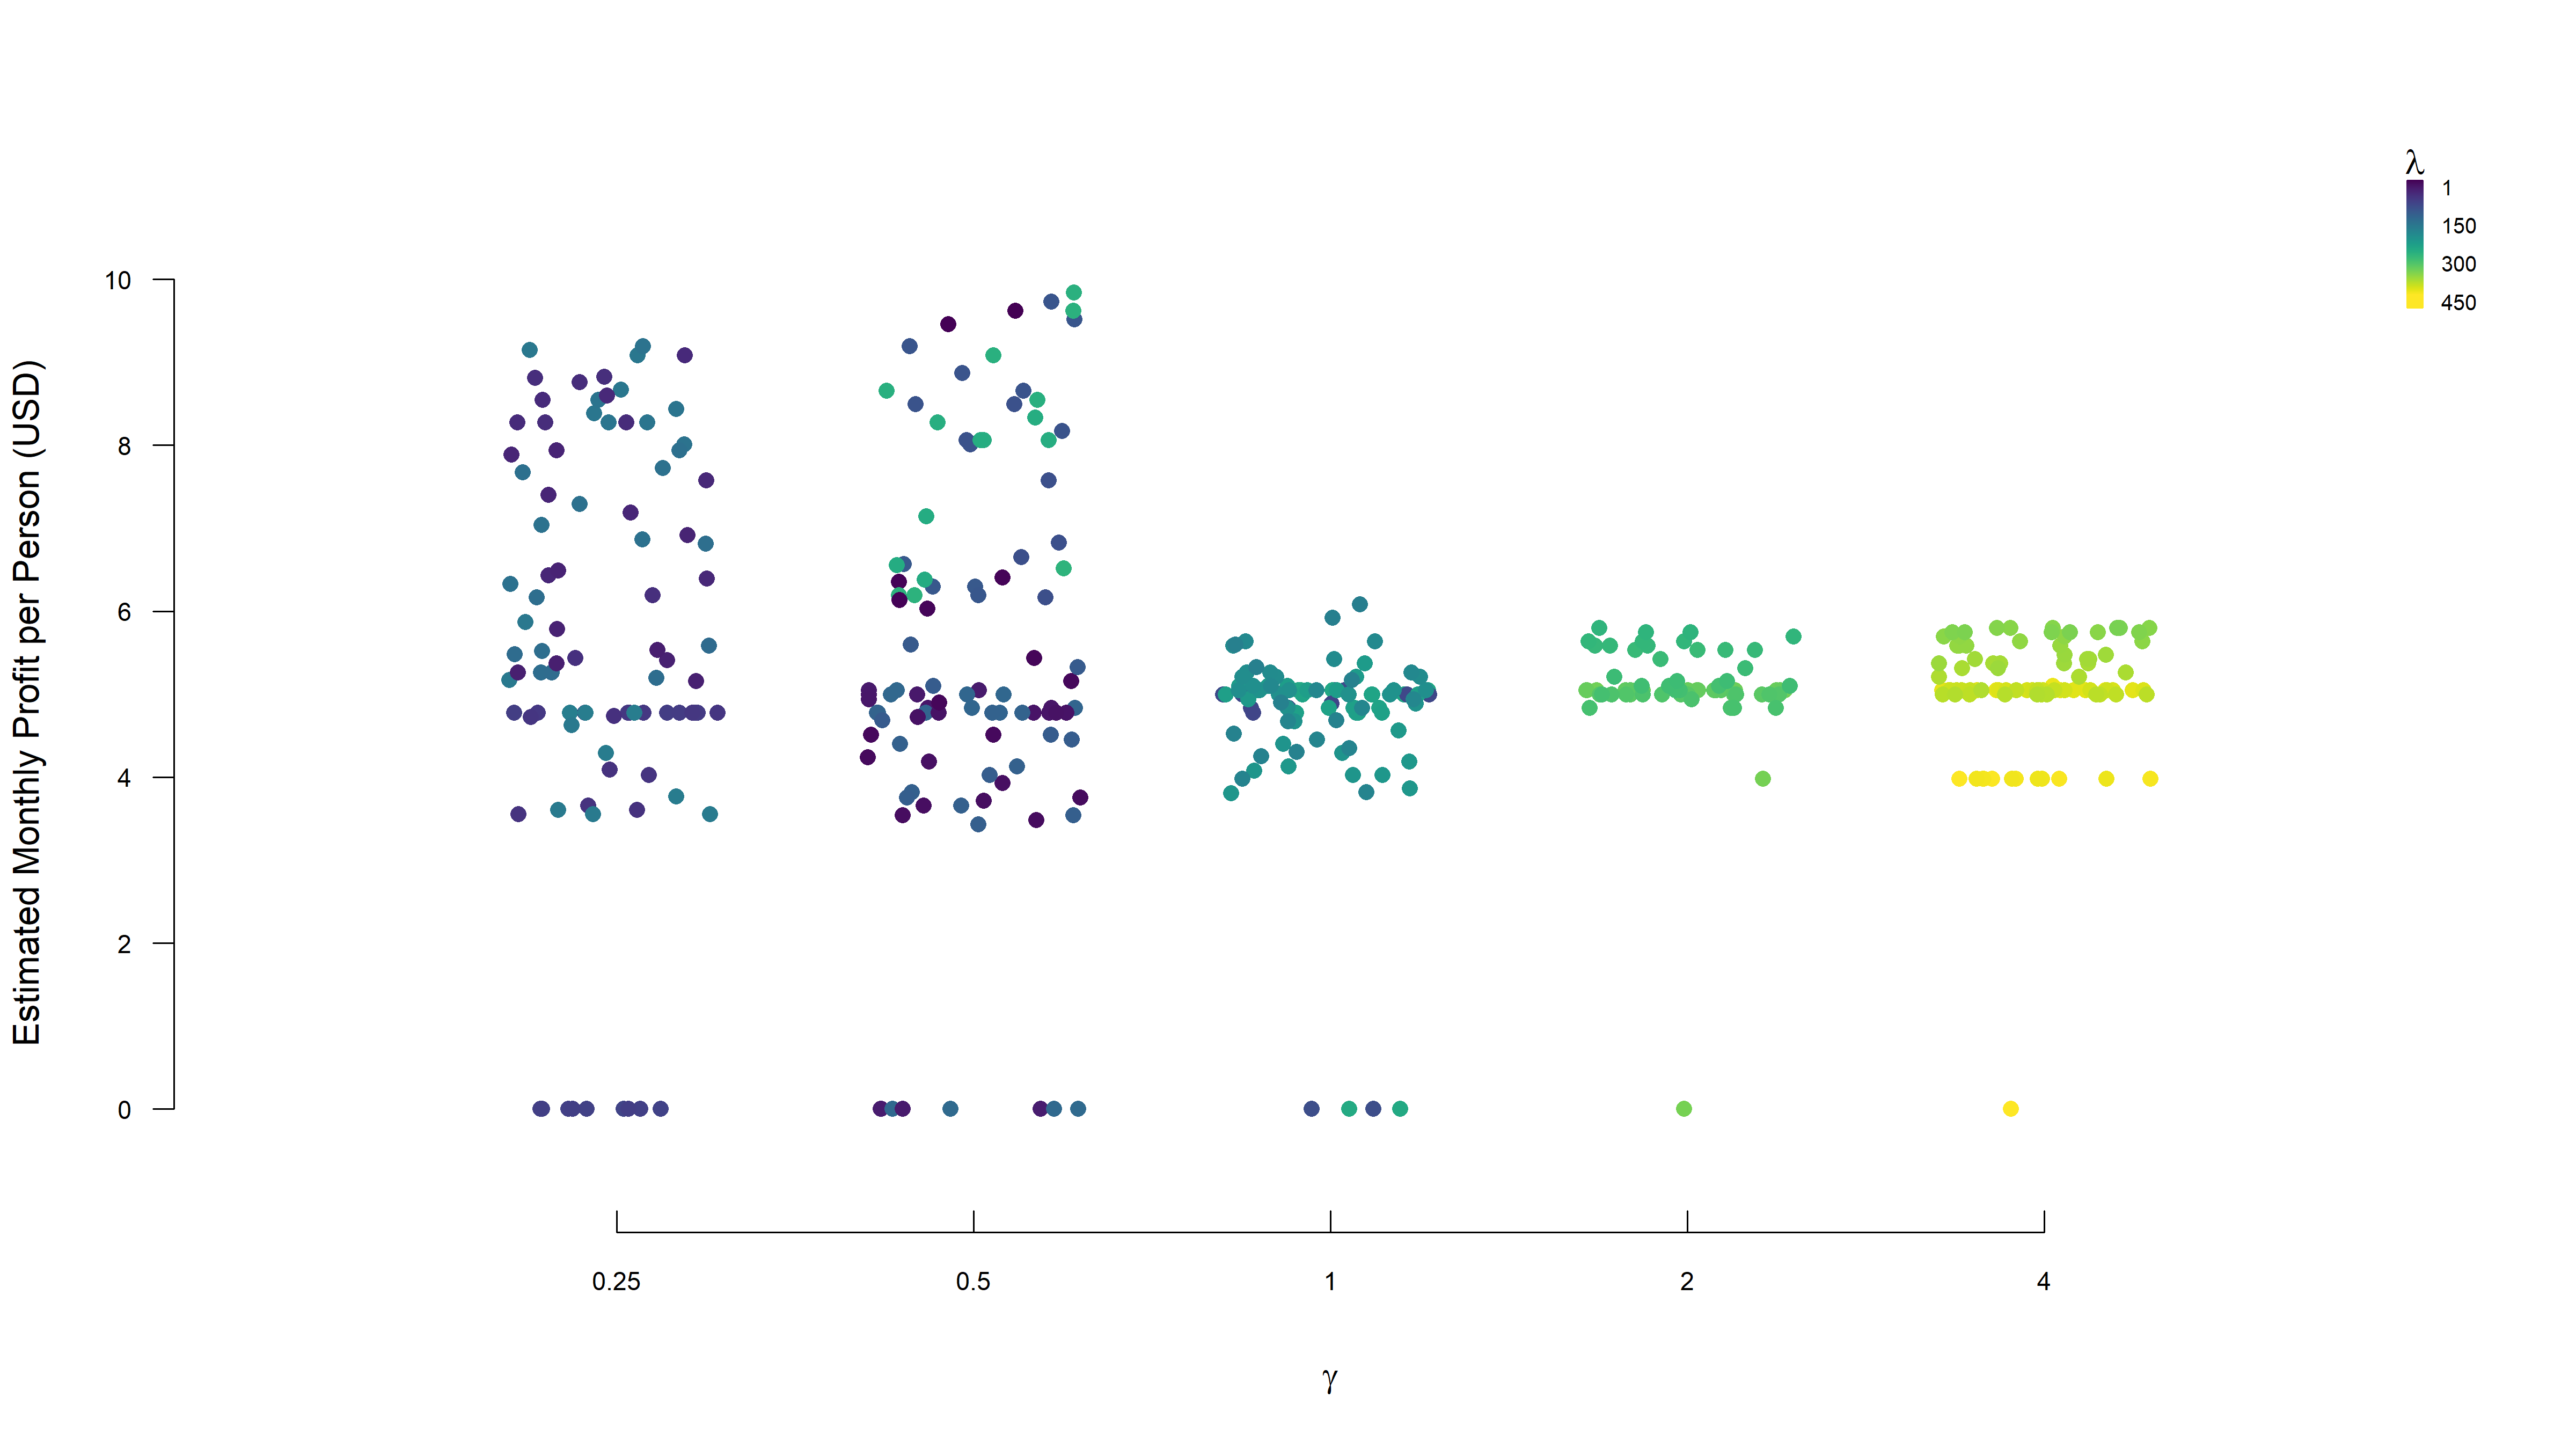 λ
1
150
300
450
Estimated Monthly Profit per Person (USD)
10
8
6
4
2
0
0.25 0.5 1 2 4
γ